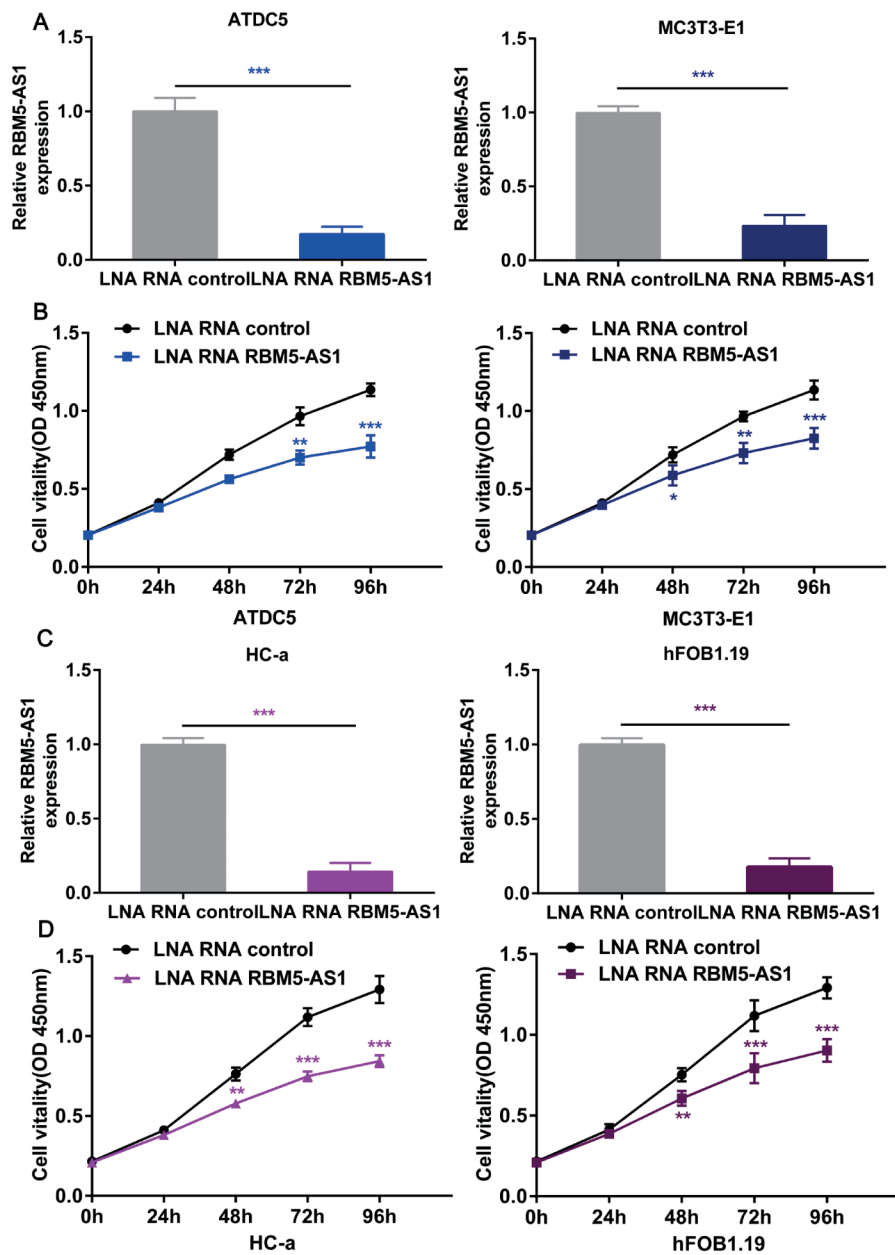 A
ATDC5
Relative RBM5-AS1
expression
1.5
1.0
0.5
0.0
***
LNA RNA control
LNA RNA RBM5-AS1
MC3T3-E1
Relative RBM5-AS1
expression
1.5
1.0
0.5
0.0
***
LNA RNA control
LNA RNA RBM5-AS1
B
Cell vitality(OD 450nm)
1.5
1.0
0.5
0.0
LNA RNA control
LNA RNA RBM5-AS1
**
***
0h
24h
48h
72h
96h
ATDC5
Cell vitality(OD 450nm)
1.5
1.0
0.5
0.0
LNA RNA control
LNA RNA RBM5-AS1
*
**
***
0h
24h
48h
72h
96h
MC3T3-E1
C
HC-a
Relative RBM5-AS1
expression
1.5
1.0
0.5
0.0
***
LNA RNA control
LNA RNA RBM5-AS1
hFOB1.19
Relative RBM5-AS1
expression
1.5
1.0
0.5
0.0
***
LNA RNA control
LNA RNA RBM5-AS1
D
Cell vitality(OD 450nm)
1.5
1.0
0.5
0.0
LNA RNA control
LNA RNA RBM5-AS1
**
***
***
0h
24h
48h
72h
96h
HC-a
Cell vitality(OD 450nm)
1.5
1.0
0.5
0.0
LNA RNA control
LNA RNA RBM5-AS1
**
***
***
0h
24h
48h
72h
96h
hFOB1.19